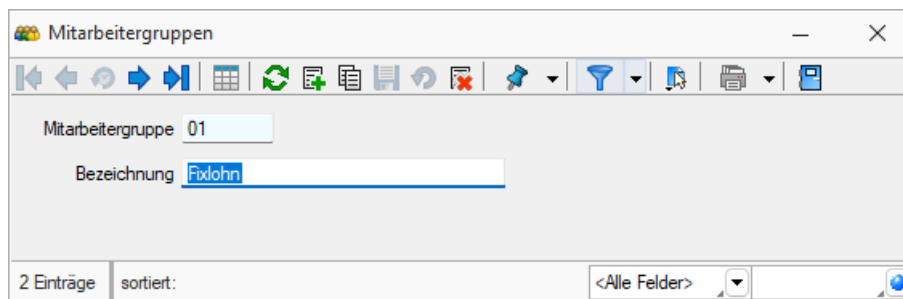 Mitarbeitergruppen
Mitarbeitergruppe 01
Bezeichnung Fixlohn
2 Einträge sortiert: <Alle Felder>